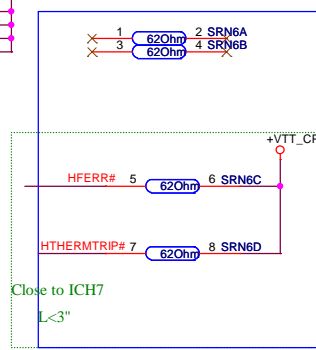 1 62Ohm 2 SRN6A
3 62Ohm 4 SRN6B
+VTT_CP
HFERR# 5 62Ohm 6 SRN6C
HTHERMTRIP# 7 62Ohm 8 SRN6D
Close to ICH7
L<3"